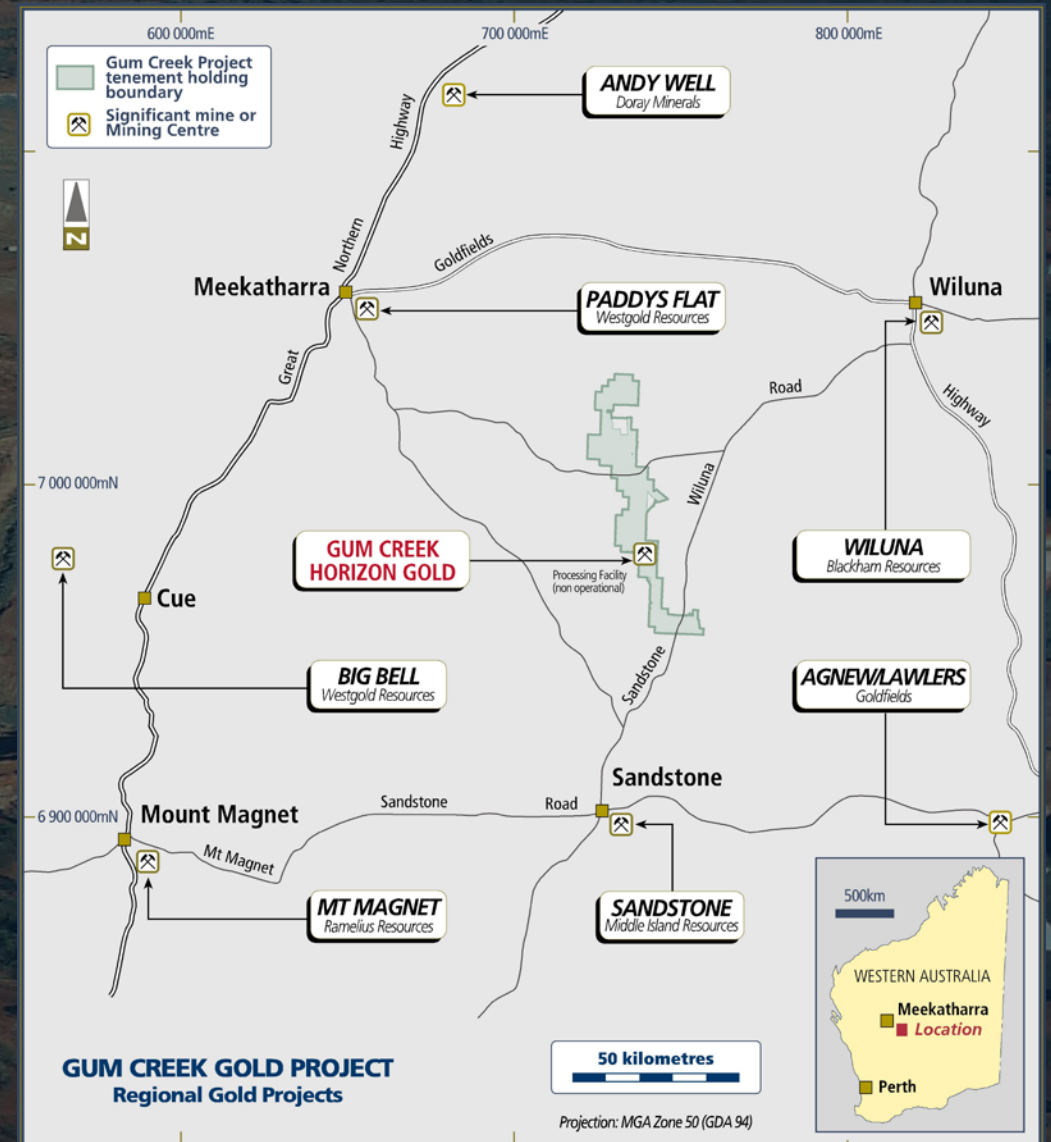 600 000mE
700 000mE
800 000mE
Gum Creek Project
tenement holding
boundary
Significant mine or
Mining Centre
N
ANDY WELL
Doray Minerals
Highway
Northern
Goldfields
Meekatharra
Wiluna
PADDYS FLAT
Westgold Resources
Great
Road
Highway
7 000 000mN
Wiluna
GUM CREEK
HORIZON GOLD
Processing Facility
(non operational)
WILUNA
Blackham Resources
Cue
BIG BELL
Westgold Resources
Sandstone
AGNEW/LAWLERS
Goldfields
Sandstone
6 900 000mN
Mount Magnet
Sandstone
Road
Mt Magnet
MT MAGNET
Ramelius Resources
SANDSTONE
Middle Island Resources
500km
WESTERN AUSTRALIA
Meekatharra
Location
Perth
GUM CREEK GOLD PROJECT
Regional Gold Projects
50 kilometres
Projection: MGA Zone 50 (GDA 94)